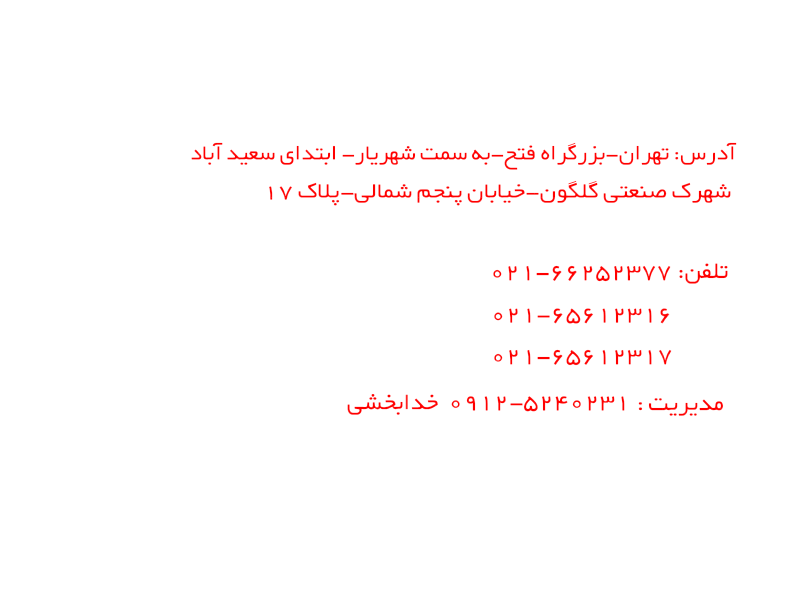 آدرس: تهران-بزرگراه فتح-به سمت شهریار- ابتدای سعید آباد
شهرک صنعتی گلگون-خیابان پنجم شمالی-پلاک ۱۷
تلفن: ۰۲۱-۶۶۲۵۲۳۷۷
۰۲۱-۶۵۶۱۲۳۱۶
۰۲۱-۶۵۶۱۲۳۱۷
مدیریت : ۰۹۱۲-۵۲۴۰۲۳۱ خدابخشی